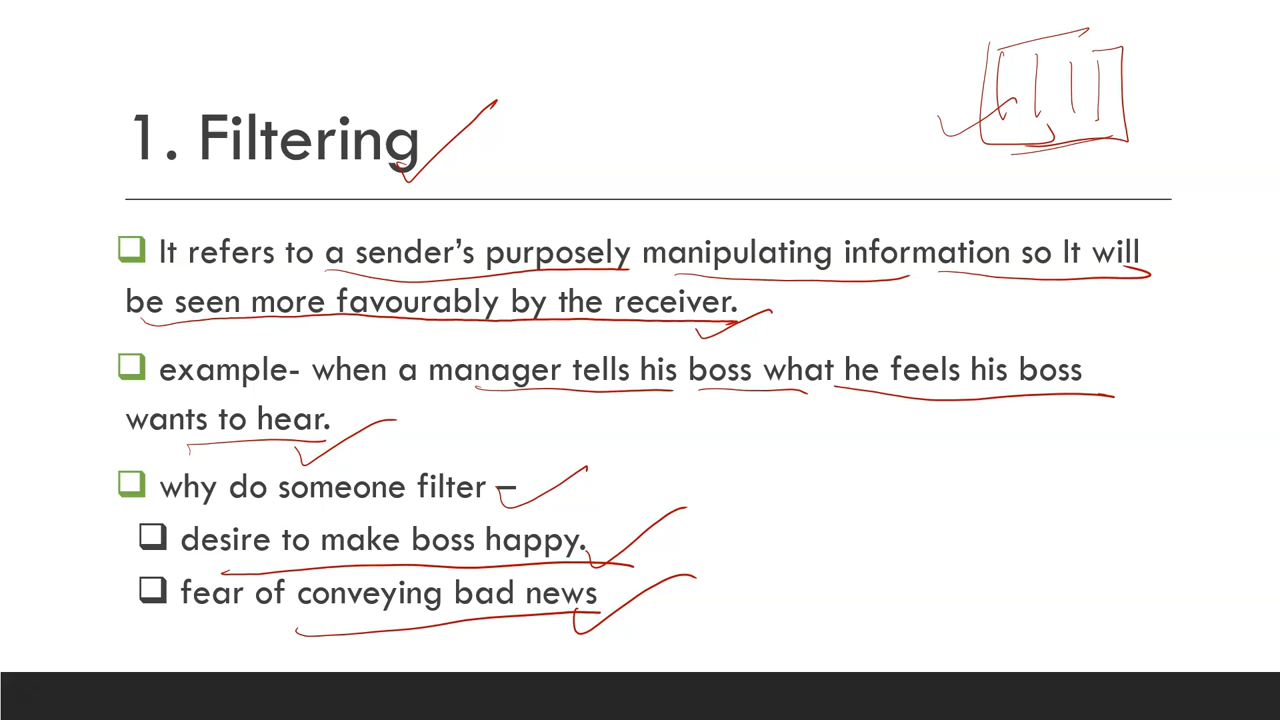 1. Filtering
It refers to a sender's purposely manipulating information so It will
be seen more favourably by the receiver.
example- when a manager tells his boss what he feels his boss
wants to hear.
why do someone filter –
desire to make boss happy.
fear of conveying bad news